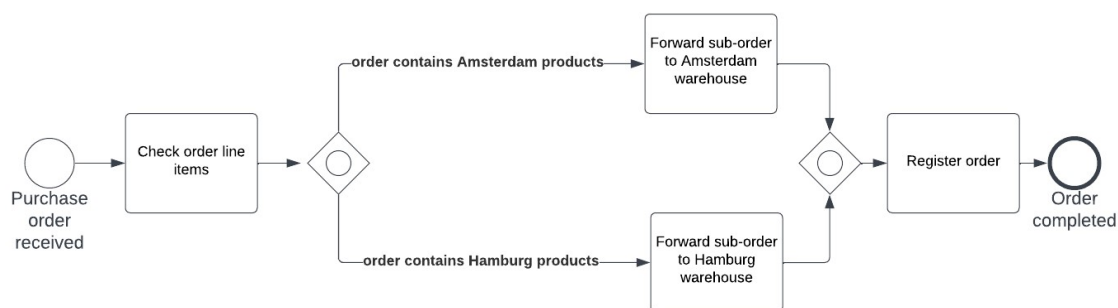 Purchase
order
received
Check order line
items
order contains Amsterdam products
Forward sub-order
to Amsterdam
warehouse
order contains Hamburg products
Forward sub-order
to Hamburg
warehouse
Register order
Order
completed